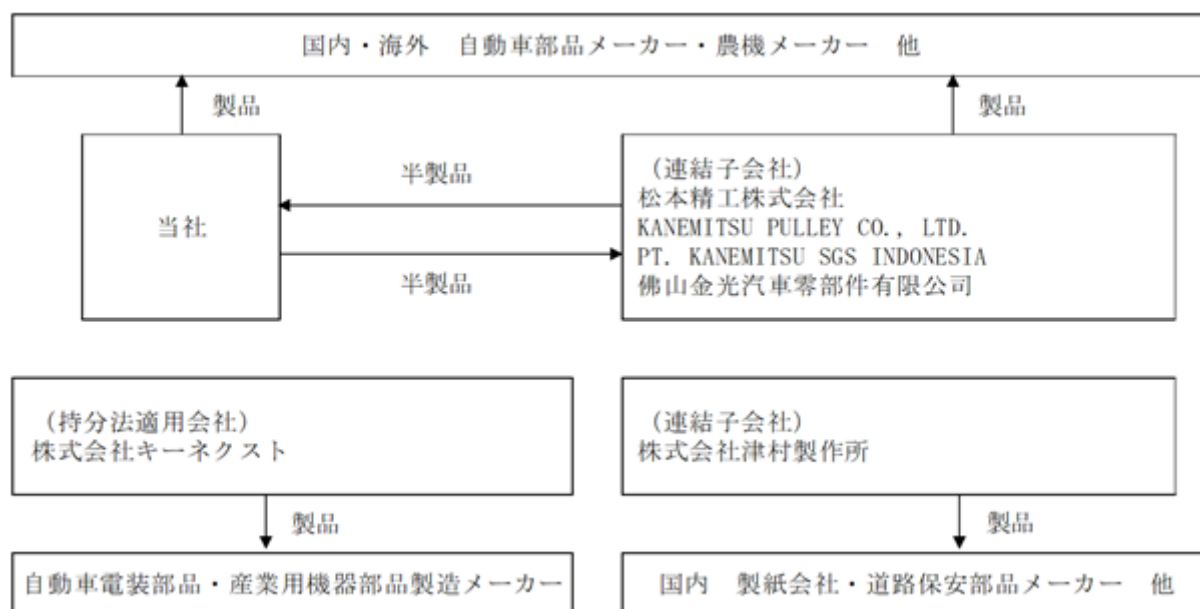 国内・海外　自動車部品メーカー・農機メーカー　他
製品
製品
当社
半製品
半製品
（連結子会社）
松本精工株式会社
KANEMITSU PULLEY CO., LTD.
PT. KANEMITSU SGS INDONESIA
佛山金光汽車零部件有限公司
（持分法適用会社）
株式会社キーネクスト
（連結子会社）
株式会社津村製作所
製品
製品
自動車電装部品・産業用機器部品製造メーカー
国内　製紙会社・道路保安部品メーカー　他